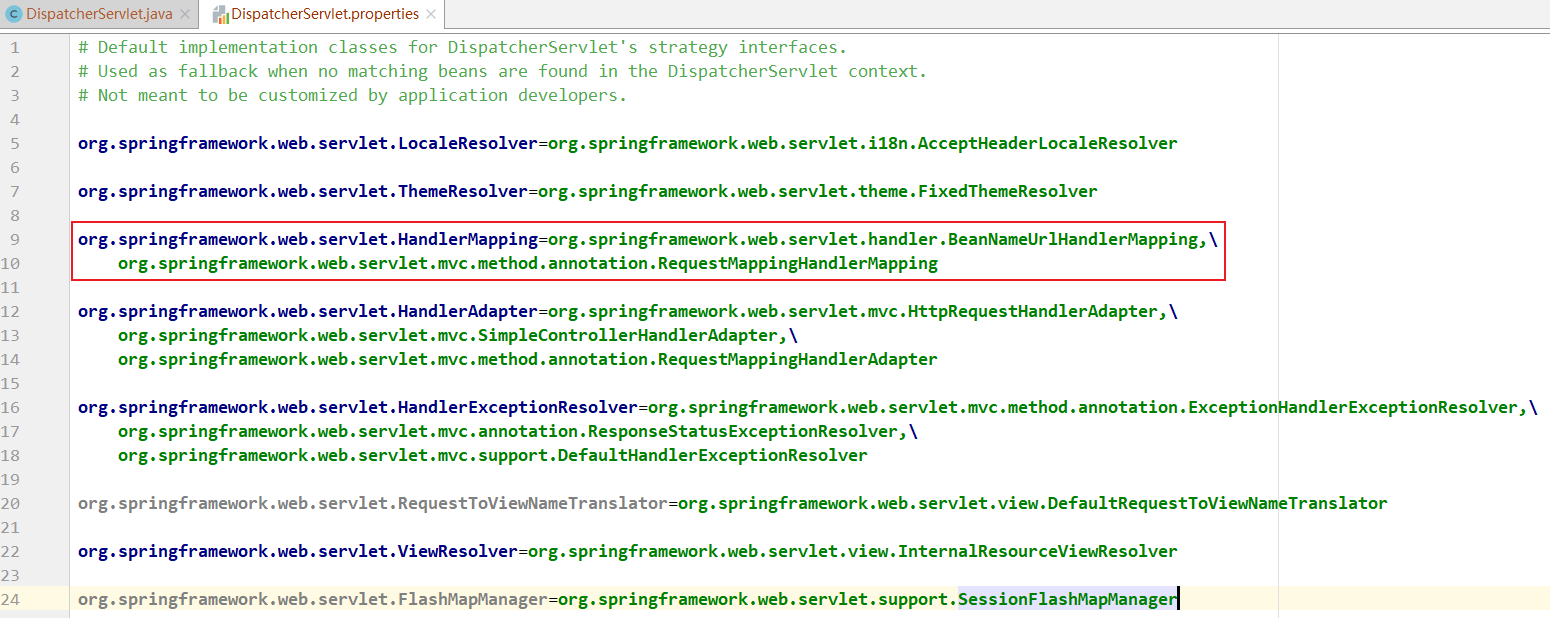 DispatcherServlet.java
DispatcherServlet.properties
1 # Default implementation classes for DispatcherServlet's strategy interfaces.
2 # Used as fallback when no matching beans are found in the DispatcherServlet context.
3 # Not meant to be customized by application developers.
4
5 org.springframework.web.servlet.LocaleResolver=org.springframework.web.servlet.i18n.AcceptHeaderLocaleResolver
6
7 org.springframework.web.servlet.ThemeResolver=org.springframework.web.servlet.theme.FixedThemeResolver
8
9 org.springframework.web.servlet.HandlerMapping=org.springframework.web.servlet.handler.BeanNameUrlHandlerMapping,\
10 org.springframework.web.servlet.mvc.method.annotation.RequestMappingHandlerMapping
11
12 org.springframework.web.servlet.HandlerAdapter=org.springframework.web.servlet.mvc.HttpRequestHandlerAdapter,\
13 org.springframework.web.servlet.mvc.SimpleControllerHandlerAdapter,\
14 org.springframework.web.servlet.mvc.method.annotation.RequestMappingHandlerAdapter
15
16 org.springframework.web.servlet.HandlerExceptionResolver=org.springframework.web.servlet.mvc.method.annotation.ExceptionHandlerExceptionResolver,\
17 org.springframework.web.servlet.mvc.annotation.ResponseStatusExceptionResolver,\
18 org.springframework.web.servlet.mvc.support.DefaultHandlerExceptionResolver
19
20 org.springframework.web.servlet.RequestToViewNameTranslator=org.springframework.web.servlet.view.DefaultRequestToViewNameTranslator
21
22 org.springframework.web.servlet.ViewResolver=org.springframework.web.servlet.view.InternalResourceViewResolver
23
24 org.springframework.web.servlet.FlashMapManager=org.springframework.web.servlet.support.SessionFlashMapManager